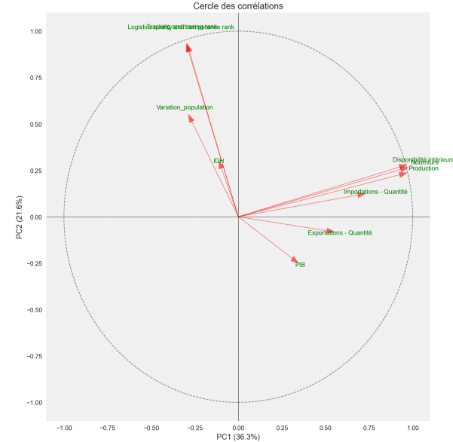 Cercle des corrélations
1.00
0.75
0.50
0.25
0.00
−0.25
−0.50
−0.75
−1.00
PC2 (21.6%)
rank
Variation_population
Disponibilité intérieure
Nourriture
Production
Importations - Quantité
Exportations - Quantité
PIB
−1.00
−0.75
−0.50
−0.25
0.00
0.25
0.50
0.75
1.00
PC1 (36.3%)